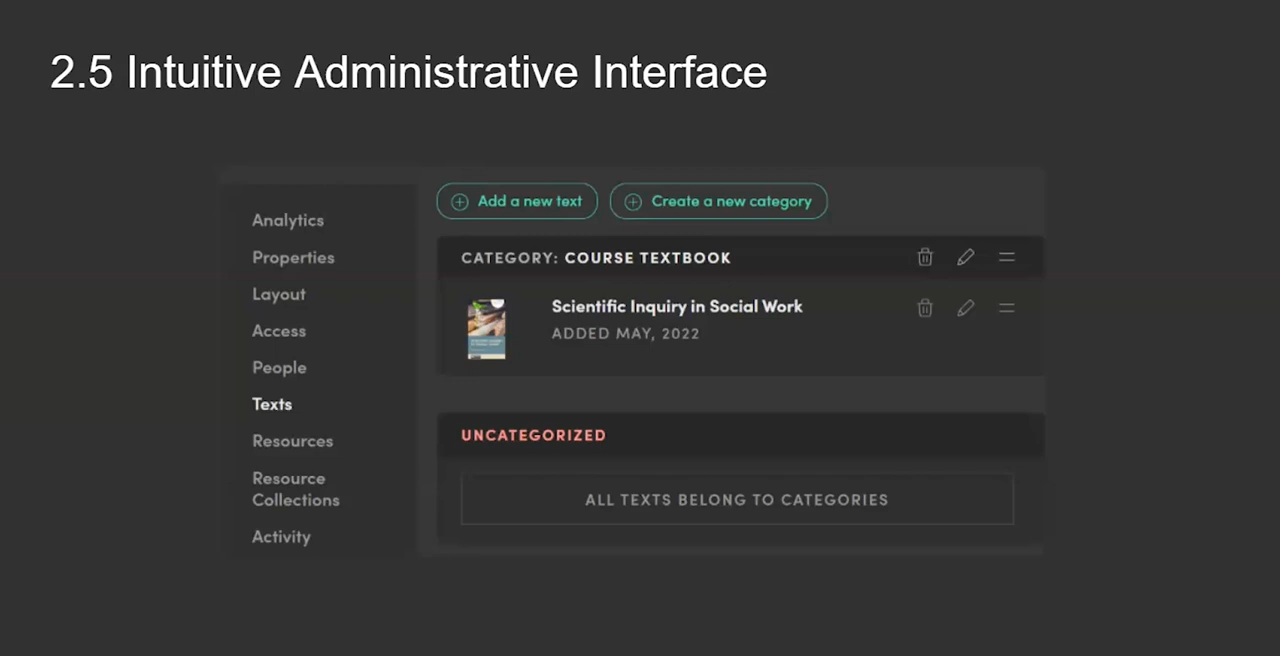 2.5 Intuitive Administrative Interface
Analytics
Properties
Layout
Access
People
Texts
Resources
Resource
Collections
Activity
Add a new text
Create a new category
CATEGORY: COURSE TEXTBOOK
Scientific Inquiry in Social Work
ADDED MAY, 2022
UNCATEGORIZED
ALL TEXTS BELONG TO CATEGORIES